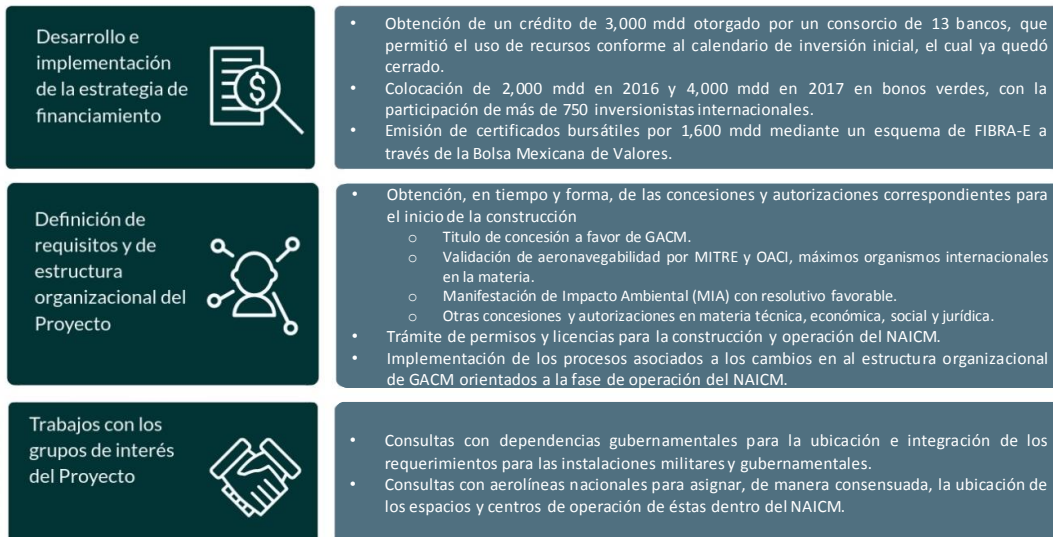 Desarrollo e
implementación
de la estrategia de
financiamiento
• Obtención de un crédito de 3,000 mdd otorgado por un consorcio de 13 bancos, que
permitió el uso de recursos conforme al calendario de inversión inicial, el cual ya quedó
cerrado.
• Colocación de 2,000 mdd en 2016 y 4,000 mdd en 2017 en bonos verdes, con la
participación de más de 750 inversionistas internacionales.
• Emisión de certificados bursátiles por 1,600 mdd mediante un esquema de FIBRA-E a
través de la Bolsa Mexicana de Valores.
Definición de
requisitos y de
estructura
organizacional del
Proyecto
• Obtención, en tiempo y forma, de las concesiones y autorizaciones correspondientes para
el inicio de la construcción
o Titulo de concesión a favor de GACM.
o Validación de aeronavegabilidad por MITRE y OACI, máximos organismos internacionales
en la materia.
o Manifestación de Impacto Ambiental (MIA) con resolutivo favorable.
o Otras concesiones y autorizaciones en materia técnica, económica, social y jurídica.
• Trámite de permisos y licencias para la construcción y operación del NAICM.
• Implementación de los procesos asociados a los cambios en al estructura organizacional
de GACM orientados a la fase de operación del NAICM.
Trabajos con los
grupos de interés
del Proyecto
• Consultas con dependencias gubernamentales para la ubicación e integración de los
requerimientos para las instalaciones militares y gubernamentales.
• Consultas con aerolíneas nacionales para asignar, de manera consensuada, la ubicación de
los espacios y centros de operación de éstas dentro del NAICM.